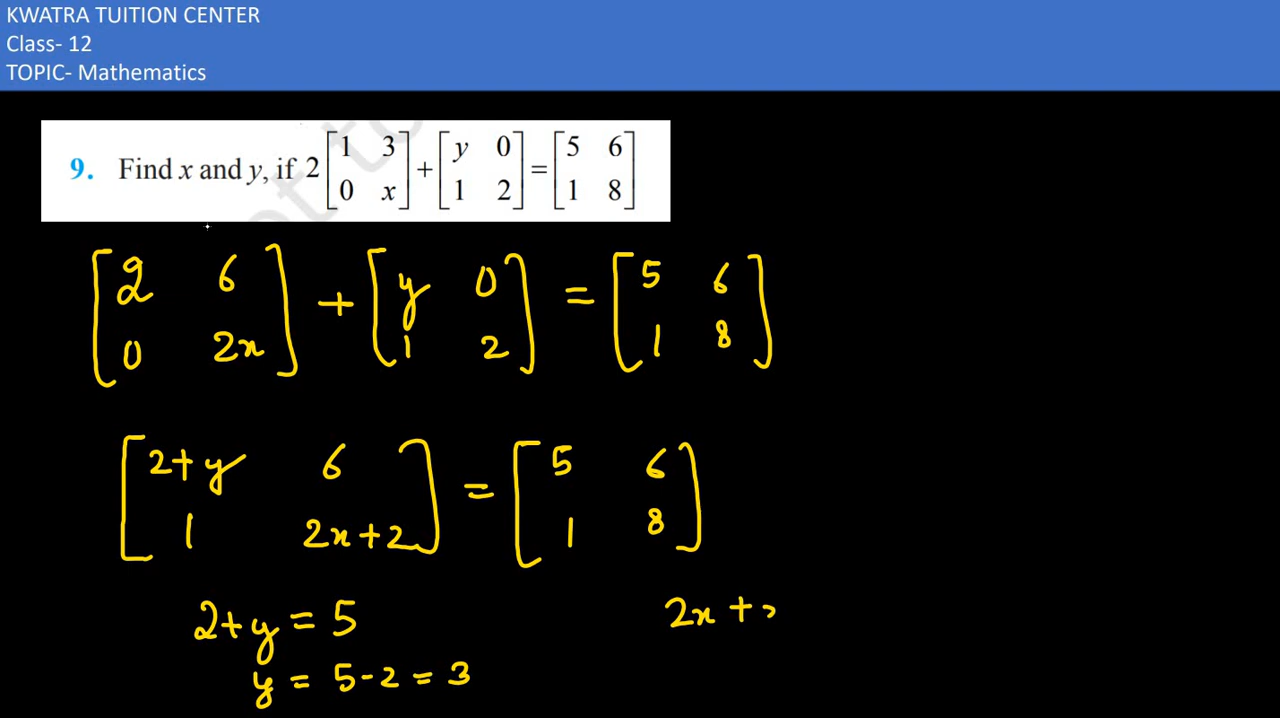 KWATRA TUITION CENTER
Class- 12
TOPIC- Mathematics
9. Find x and y, if 2 [1 3; 0 x] + [y 0; 1 2] = [5 6; 1 8]
[2 6; 0 2x] + [y 0; 1 2] = [5 6; 1 8]
[2+y 6; 1 2x+2] = [5 6; 1 8]
2+y = 5 2x +
y = 5-2 = 3